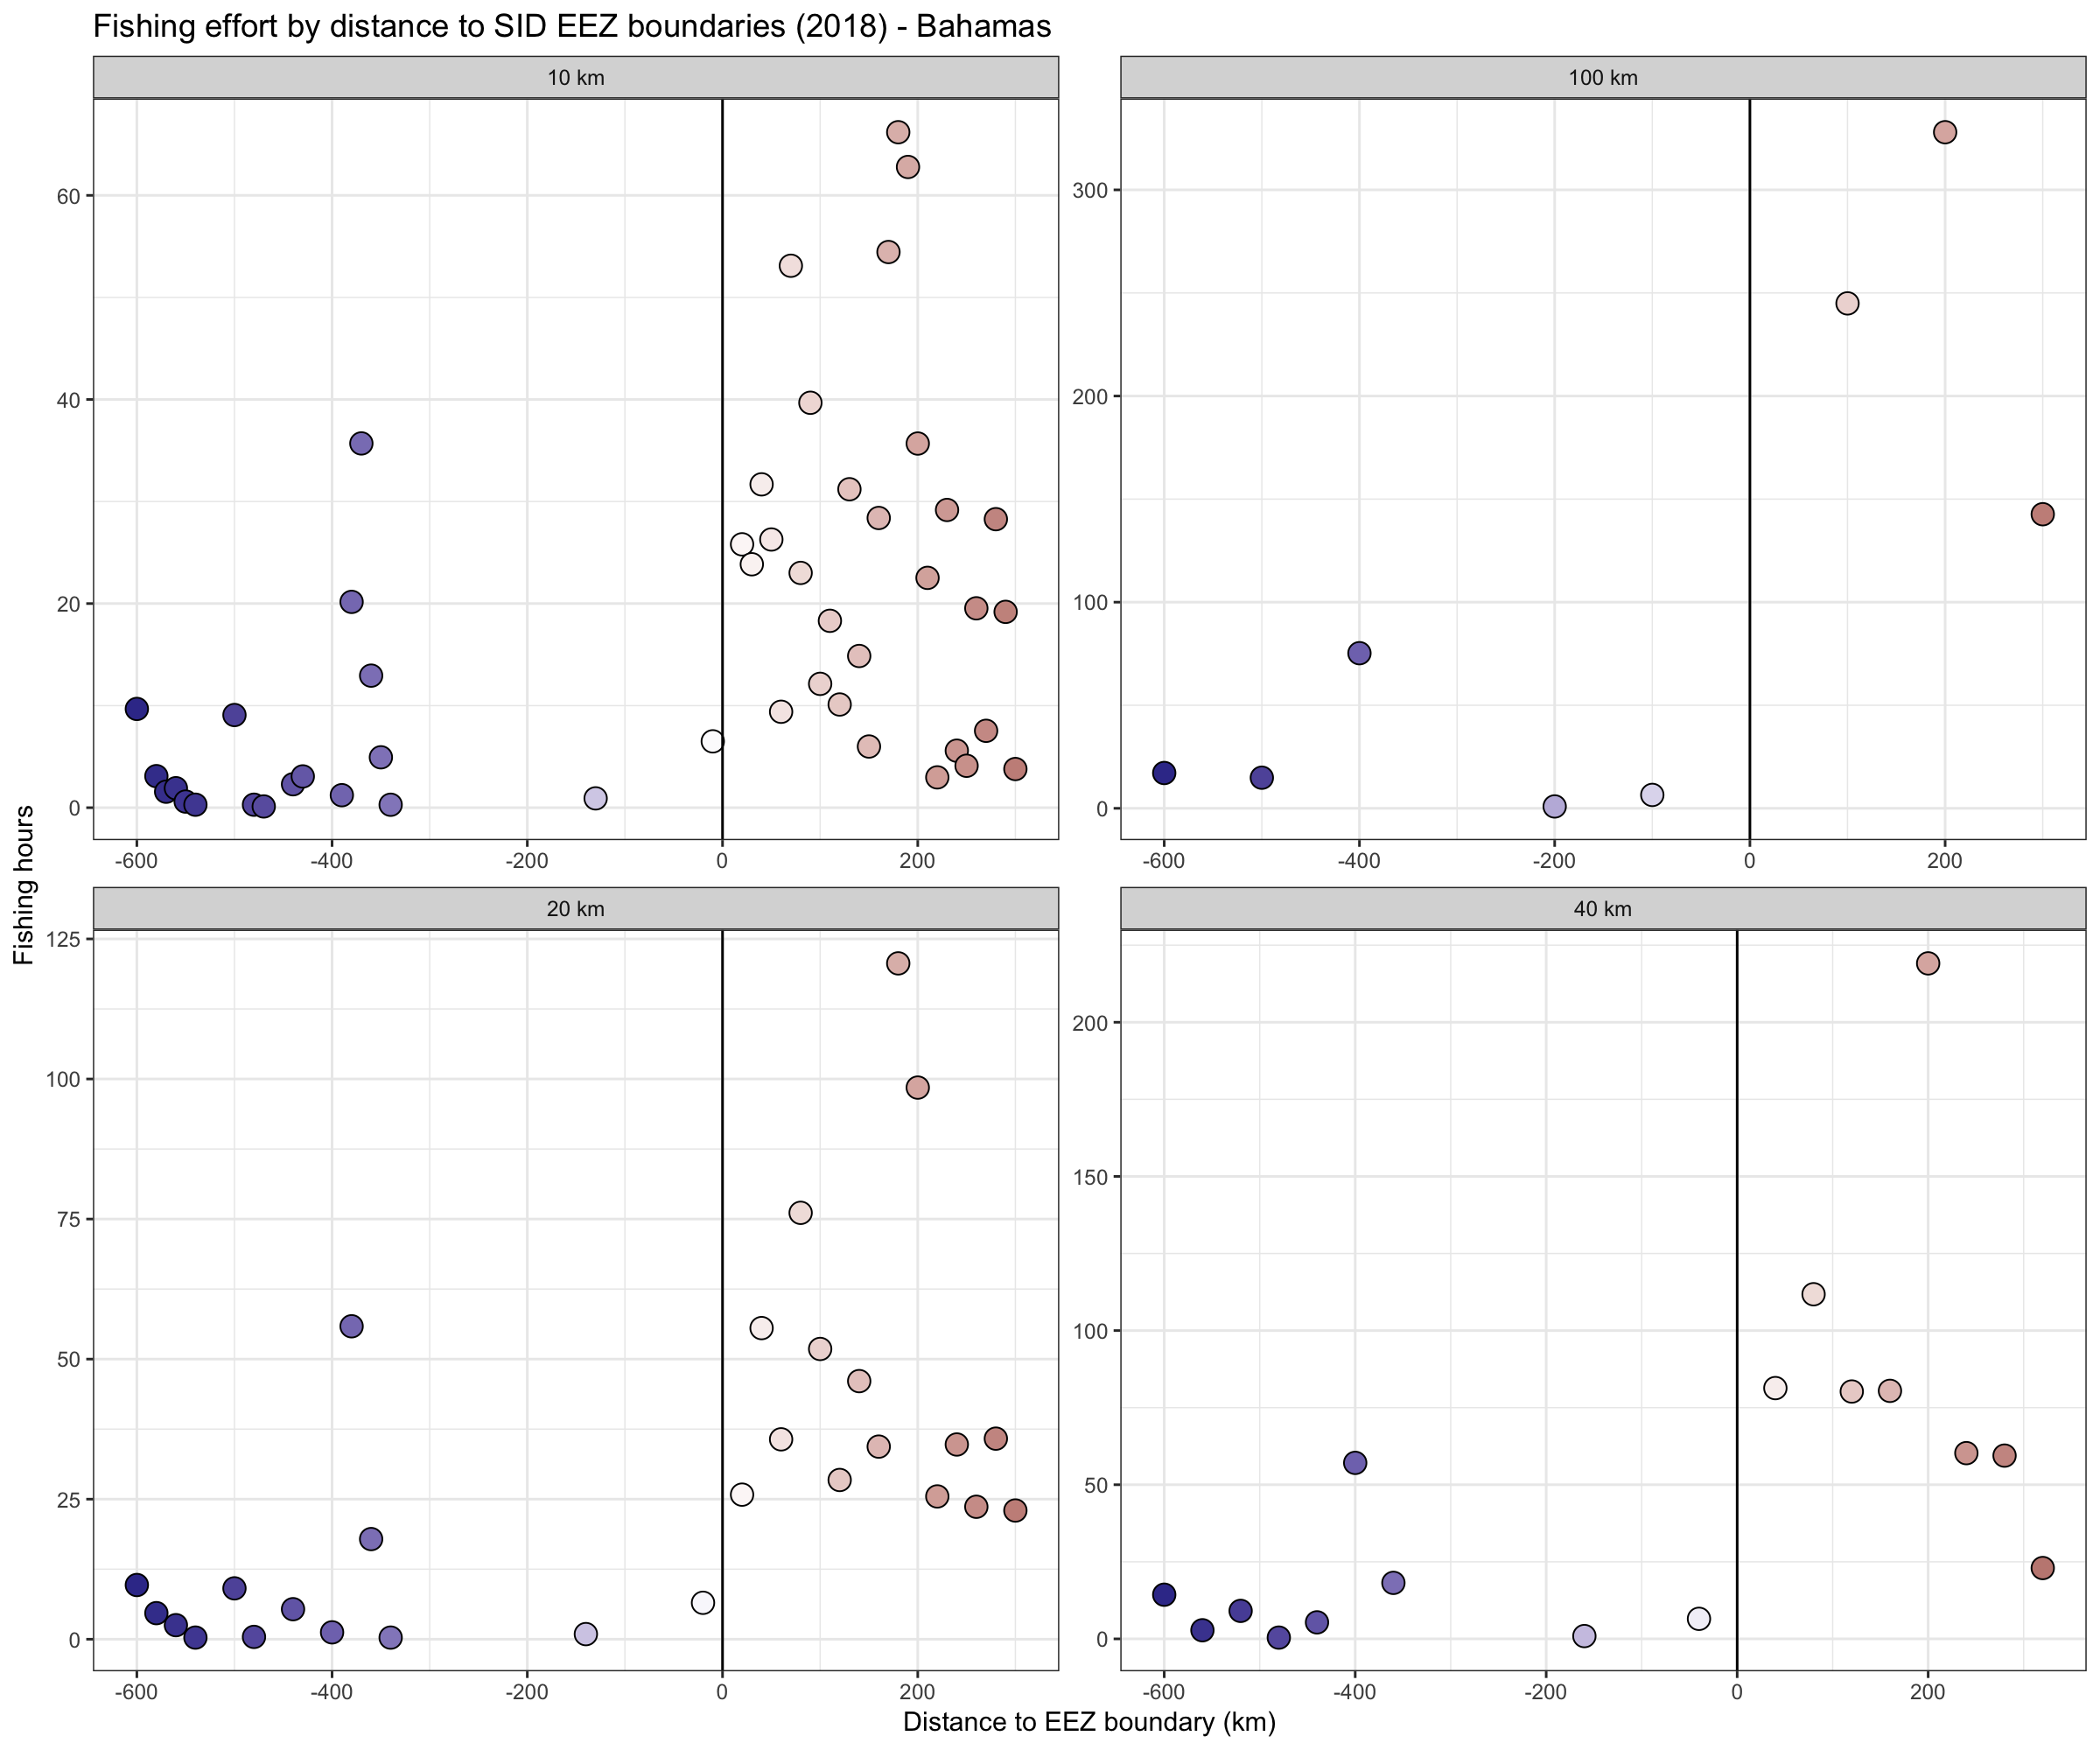 Fishing effort by distance to SID EEZ boundaries (2018) - Bahamas
10 km
100 km
60
40
20
0
300
200
100
0
-600 -400 -200 0 200
-600 -400 -200 0 200
20 km
40 km
125
100
75
50
25
0
200
150
100
50
0
-600 -400 -200 0 200
-600 -400 -200 0 200
Fishing hours
Distance to EEZ boundary (km)